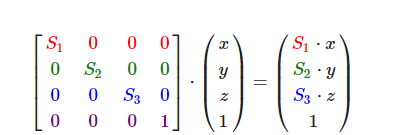 S₁ 0 0 0 x S₁ · x
0 S₂ 0 0 y S₂ · y
0 0 S₃ 0 · z = S₃ · z
0 0 0 1 1 1